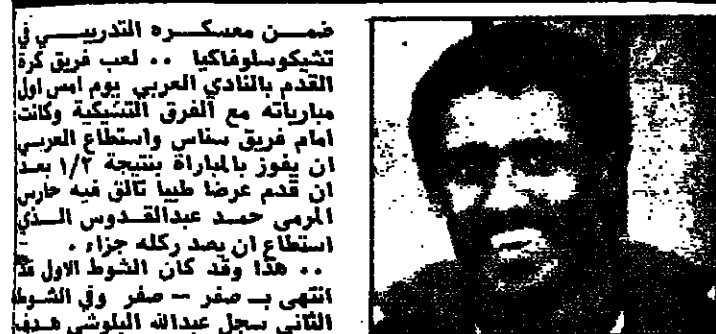 ضمن معسكره التدريبي في
تشيكوسلوفاكيا .. لعب فريق كرة
القدم بالنادي العربي يوم امس اول
مبارياته مع الفرق التشيكية وكانت
امام فريق سناس واستطاع العربي
ان يفوز بالمباراة بنتيجة ١/٢ بعد
ان قدم عرضا طيبا تالق فيه حارس
المرمى حمد عبدالقدوس الذي
استطاع ان يصد ركله جزاء .
.. هذا وقد كان الشوط الاول قد
انتهى بـ صفر - صفر وفي الشوط
الثاني سجل عبدالله البلوشي هدف